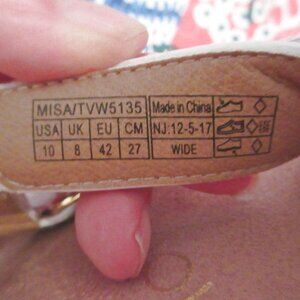 MISA/TVW5135 Made in China
USA UK EU CM NJ:12-5-17
10 8 42 27 WIDE